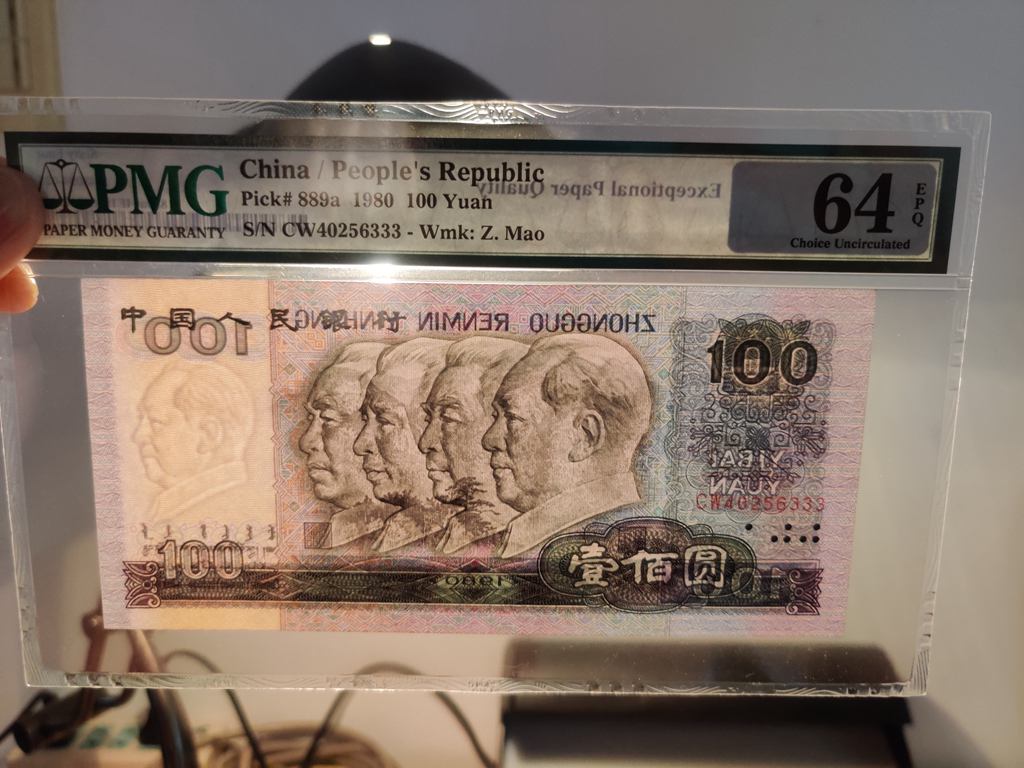 PMG
PAPER MONEY GUARANTY
China / People's Republic
Pick# 889a 1980 100 Yuan
S/N CW40256333 - Wmk: Z. Mao
Exceptional Paper Quality
64
EPQ
Choice Uncirculated
中国人民银行
ZHONGGUO RENMIN YINHANG
100
100
YIBAI
YUAN
CW40256333
100
1980
壹佰圆